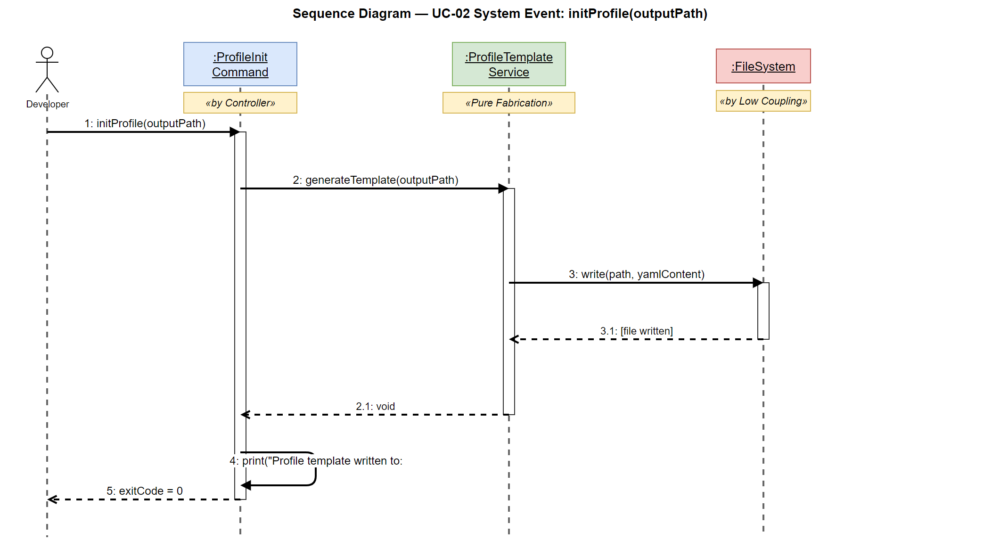 Sequence Diagram — UC-02 System Event: initProfile(outputPath)
:ProfileInit
Command
:ProfileTemplate
Service
:FileSystem
Developer
«by Controller»
«Pure Fabrication»
«by Low Coupling»
1: initProfile(outputPath)
2: generateTemplate(outputPath)
3: write(path, yamlContent)
3.1: [file written]
2.1: void
4: print("Profile template written to:
5: exitCode = 0